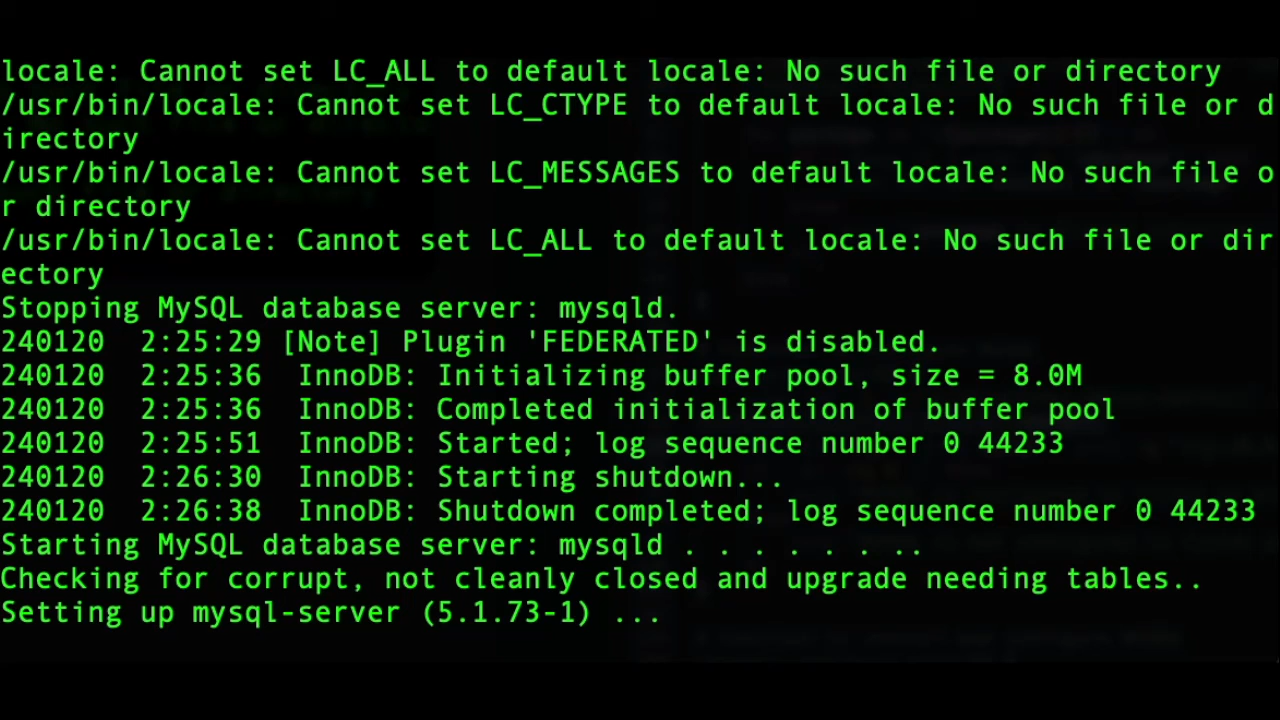 locale: Cannot set LC_ALL to default locale: No such file or directory
/usr/bin/locale: Cannot set LC_CTYPE to default locale: No such file or d
irectory
/usr/bin/locale: Cannot set LC_MESSAGES to default locale: No such file o
r directory
/usr/bin/locale: Cannot set LC_ALL to default locale: No such file or dir
ectory
Stopping MySQL database server: mysqld.
240120  2:25:29 [Note] Plugin 'FEDERATED' is disabled.
240120  2:25:36  InnoDB: Initializing buffer pool, size = 8.0M
240120  2:25:36  InnoDB: Completed initialization of buffer pool
240120  2:25:51  InnoDB: Started; log sequence number 0 44233
240120  2:26:30  InnoDB: Starting shutdown...
240120  2:26:38  InnoDB: Shutdown completed; log sequence number 0 44233
Starting MySQL database server: mysqld . . . . . . . ..
Checking for corrupt, not cleanly closed and upgrade needing tables..
Setting up mysql-server (5.1.73-1) ...